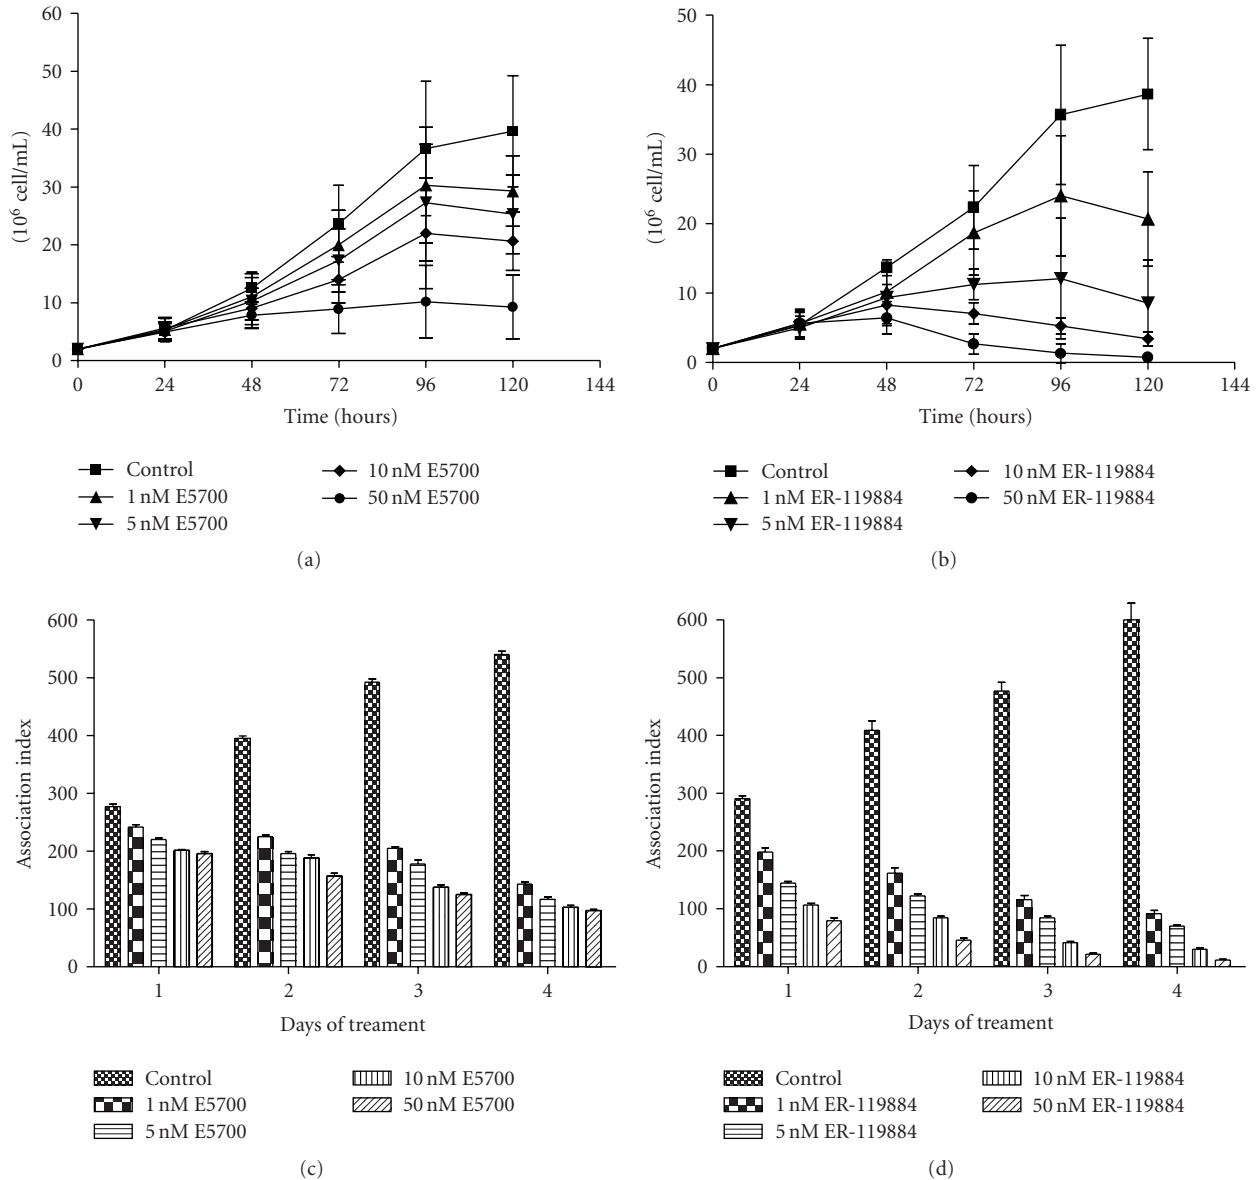 60
50
40
30
20
10
0
(10⁶ cell/mL)
0 24 48 72 96 120 144
Time (hours)
Control
1 nM E5700
5 nM E5700
10 nM E5700
50 nM E5700
(a)
50
40
30
20
10
0
(10⁶ cell/mL)
0 24 48 72 96 120 144
Time (hours)
Control
1 nM ER-119884
5 nM ER-119884
10 nM ER-119884
50 nM ER-119884
(b)
600
500
400
300
200
100
0
Association index
1 2 3 4
Days of treament
Control
1 nM E5700
5 nM E5700
10 nM E5700
50 nM E5700
(c)
600
500
400
300
200
100
0
Association index
1 2 3 4
Days of treament
Control
1 nM ER-119884
5 nM ER-119884
10 nM ER-119884
50 nM ER-119884
(d)